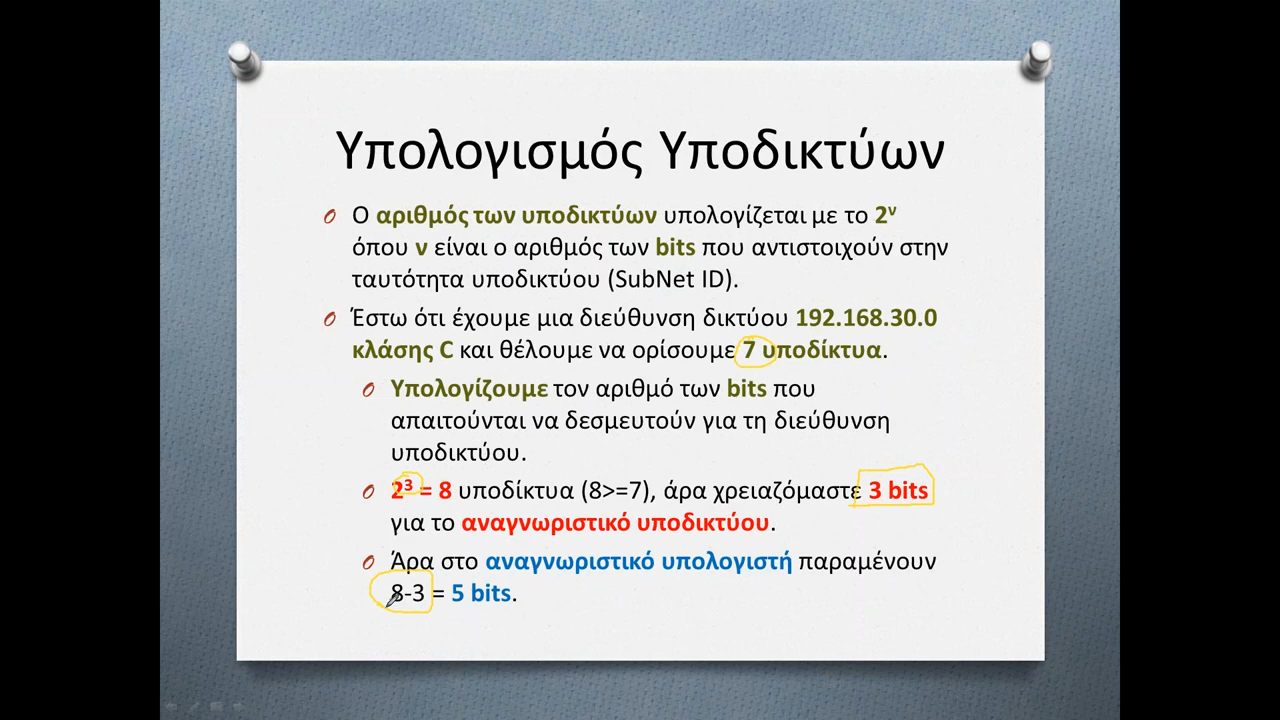 Υπολογισμός Υποδικτύων
Ο αριθμός των υποδικτύων υπολογίζεται με το 2ᵛ
όπου ν είναι ο αριθμός των bits που αντιστοιχούν στην
ταυτότητα υποδικτύου (SubNet ID).
Έστω ότι έχουμε μια διεύθυνση δικτύου 192.168.30.0
κλάσης C και θέλουμε να ορίσουμε 7 υποδίκτυα.
Υπολογίζουμε τον αριθμό των bits που
απαιτούνται να δεσμευτούν για τη διεύθυνση
υποδικτύου.
2³ = 8 υποδίκτυα (8>=7), άρα χρειαζόμαστε 3 bits
για το αναγνωριστικό υποδικτύου.
Άρα στο αναγνωριστικό υπολογιστή παραμένουν
8-3 = 5 bits.